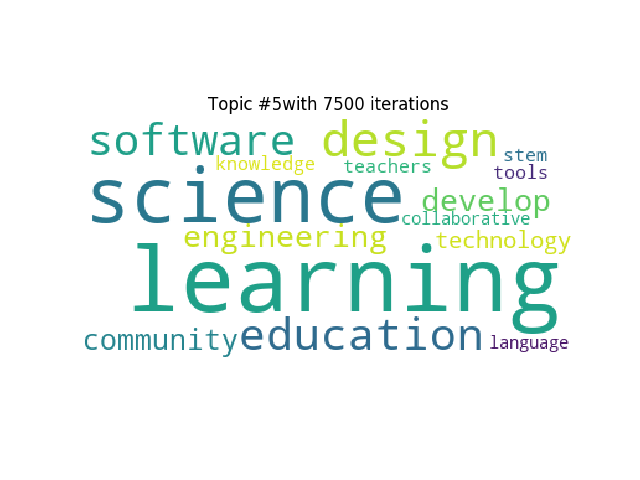 Topic #5with 7500 iterations
software design
stem
knowledge teachers
tools
science develop
collaborative
engineering technology
learning
community education language